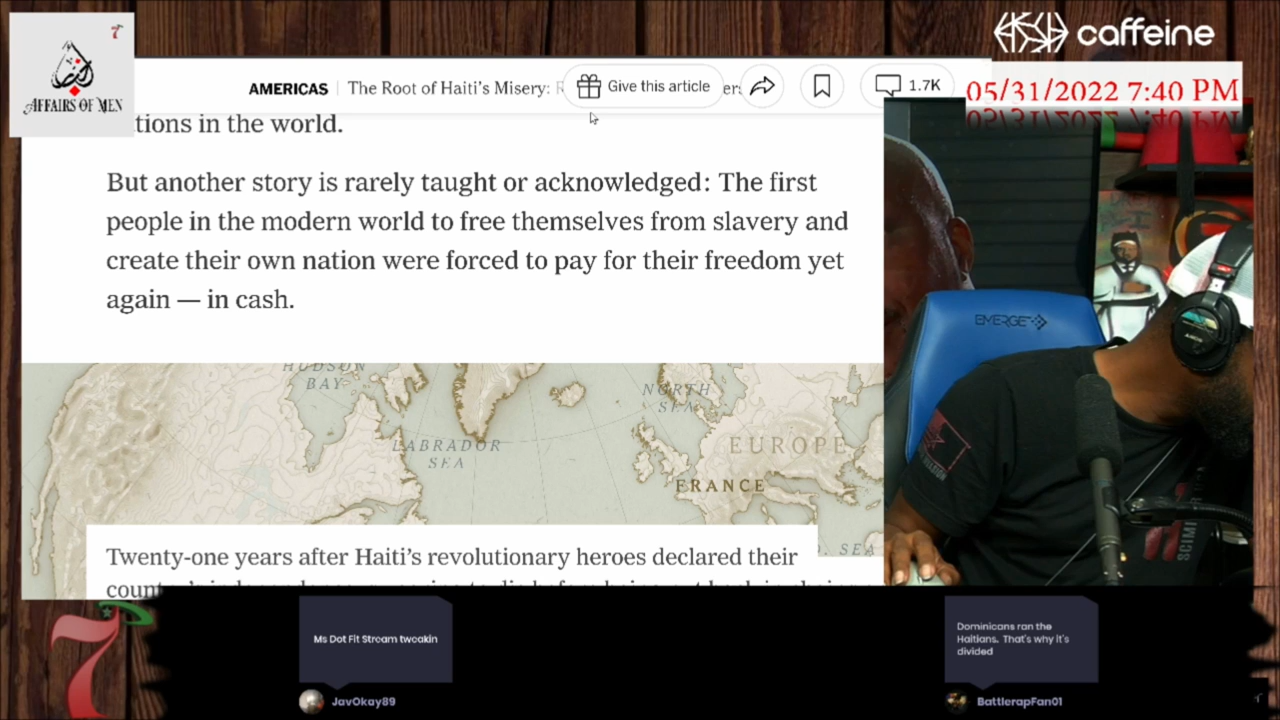 7
AFFAIRS OF MEN
caffeine
AMERICAS | The Root of Haiti's Misery:
Give this article
1.7K
05/31/2022 7:40 PM
tions in the world.
But another story is rarely taught or acknowledged: The first
people in the modern world to free themselves from slavery and
create their own nation were forced to pay for their freedom yet
again — in cash.
HUDSON
BAY
LABRADOR
SEA
NORTH
SEA
EUROPE
FRANCE
SEA
Twenty-one years after Haiti's revolutionary heroes declared their
EMERGE
7
Ms Dot Fit Stream tweakin
JavOkay89
Dominicans ran the
Haitians. That's why it's
divided
BattlerapFan01